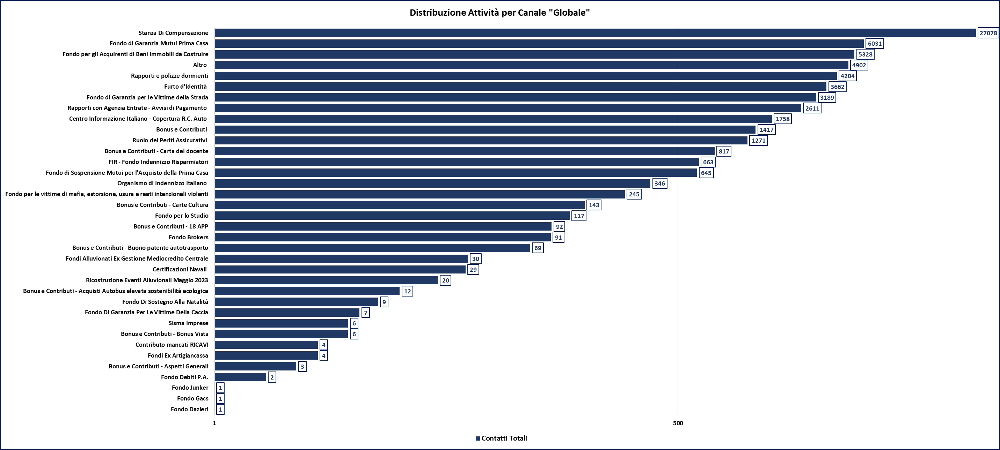 Distribuzione Attività per Canale "Globale"
Stanza Di Compensazione 27078
Fondo di Garanzia Mutui Prima Casa 6031
Fondo per gli Acquirenti di Beni Immobili da Costruire 5328
Altro 4902
Rapporti e polizze dormienti 4204
Furto d'Identità 3662
Fondo di Garanzia per le Vittime della Strada 3189
Rapporti con Agenzia Entrate - Avvisi di Pagamento 2611
Centro Informazione Italiano - Copertura R.C. Auto 1758
Bonus e Contributi 1417
Ruolo dei Periti Assicurativi 1271
Bonus e Contributi - Carta del docente 817
FIR - Fondo Indennizzo Risparmiatori 663
Fondo di Sospensione Mutui per l'Acquisto della Prima Casa 645
Organismo di Indennizzo Italiano 346
Fondo per le vittime di mafia, estorsione, usura e reati intenzionali violenti 245
Bonus e Contributi - Carte Cultura 143
Fondo per lo Studio 117
Bonus e Contributi - 18 APP 92
Fondo Brokers 91
Bonus e Contributi - Buono patente autotrasporto 69
Fondi Alluvionati Ex Gestione Mediocredito Centrale 30
Certificazioni Navali 29
Ricostruzione Eventi Alluvionali Maggio 2023 20
Bonus e Contributi - Acquisti Autobus elevata sostenibilità ecologica 12
Fondo Di Sostegno Alla Natalità 9
Fondo Di Garanzia Per Le Vittime Della Caccia 7
Sisma Imprese 6
Bonus e Contributi - Bonus Vista 6
Contributo mancati RICAVI 4
Fondi Ex Artigiancassa 4
Bonus e Contributi - Aspetti Generali 3
Fondo Debiti P.A. 2
Fondo Junker 1
Fondo Gacs 1
Fondo Dazieri 1
1 500
Contatti Totali